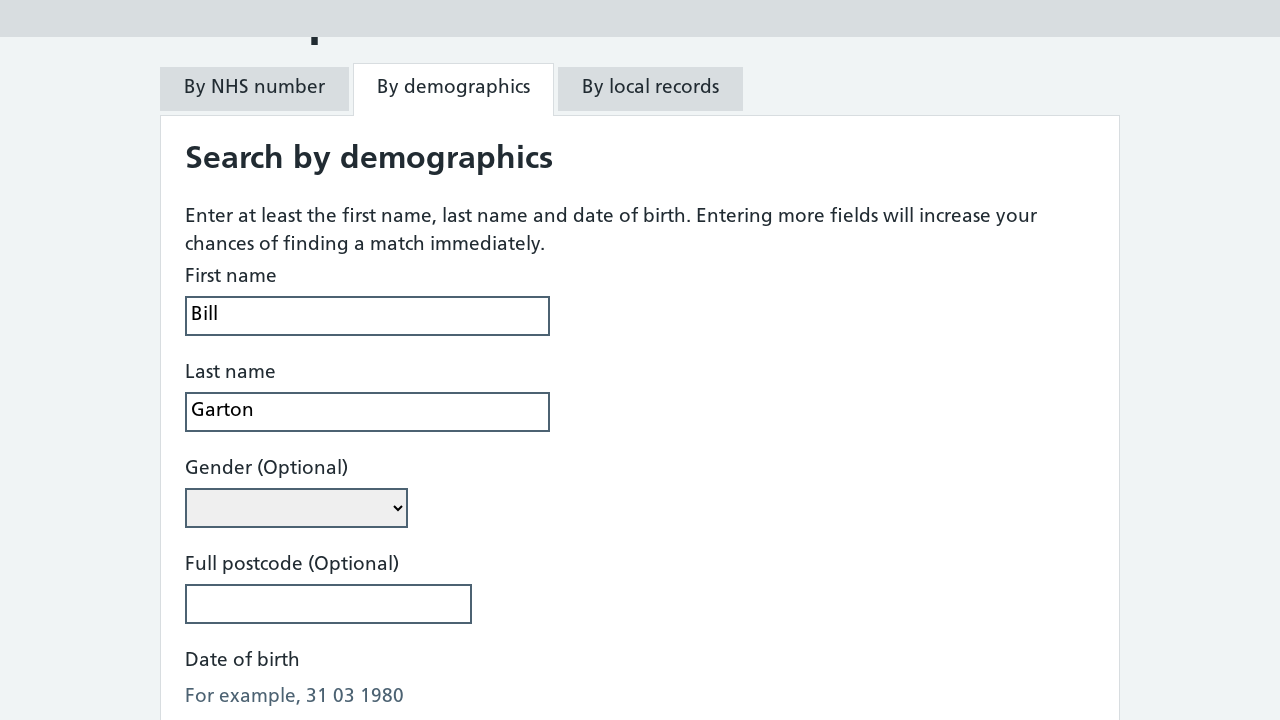 By NHS number
By demographics
By local records
Search by demographics
Enter at least the first name, last name and date of birth. Entering more fields will increase your
chances of finding a match immediately.
First name
Bill
Last name
Garton
Gender (Optional)
Full postcode (Optional)
Date of birth
For example, 31 03 1980